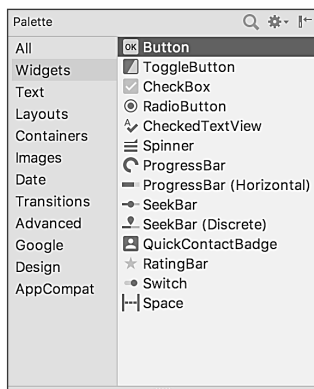 Palette
All
Widgets
Text
Layouts
Containers
Images
Date
Transitions
Advanced
Google
Design
AppCompat
OK Button
ToggleButton
CheckBox
RadioButton
CheckedTextView
Spinner
ProgressBar
ProgressBar (Horizontal)
SeekBar
SeekBar (Discrete)
QuickContactBadge
RatingBar
Switch
Space